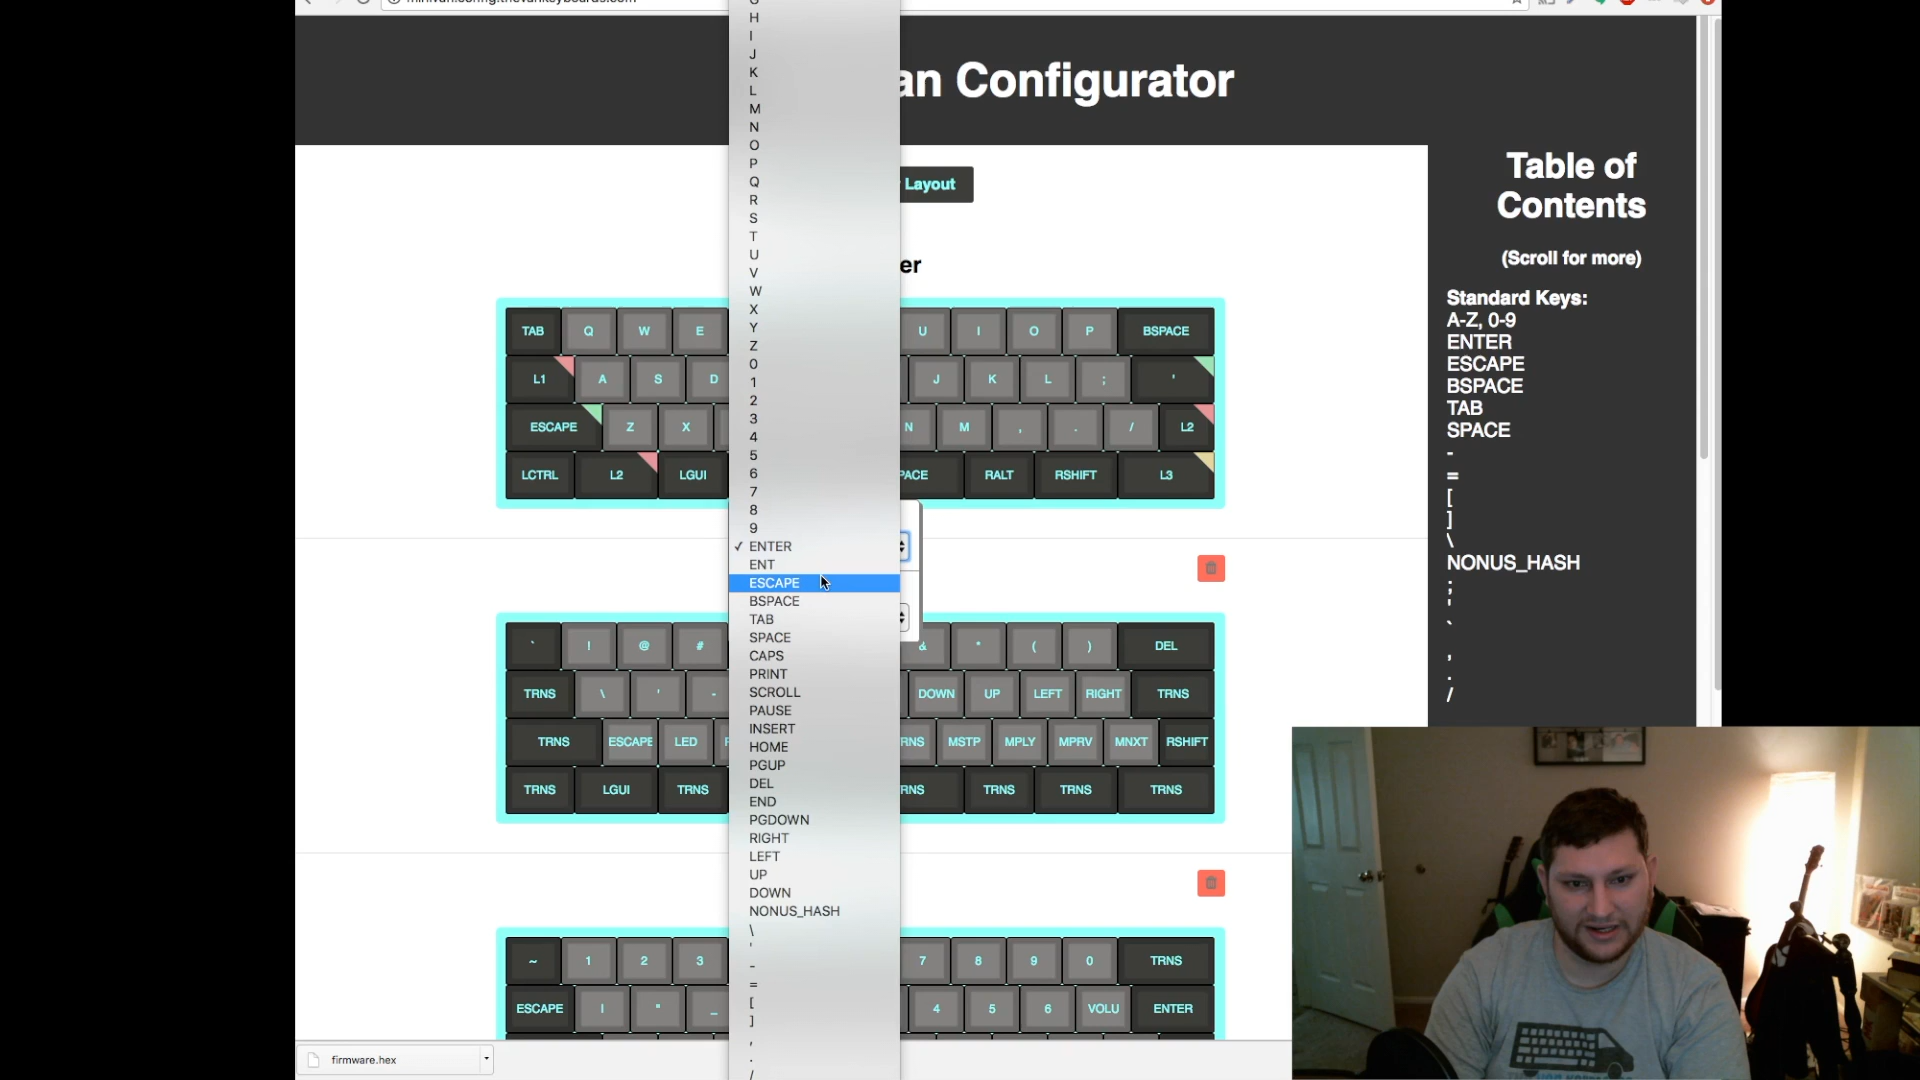 an Configurator
Layout
er
TAB Q W E U I O P BSPACE
L1 A S D J K L ; '
ESCAPE Z X N M , . / L2
LCTRL L2 LGUI PACE RALT RSHIFT L3
` ! @ # & * ( ) DEL
TRNS \ ' - DOWN UP LEFT RIGHT TRNS
TRNS ESCAPE LED RNS MSTP MPLY MPRV MNXT RSHIFT
TRNS LGUI TRNS RNS TRNS TRNS TRNS
~ 1 2 3 7 8 9 0 TRNS
ESCAPE | " _ 4 5 6 VOLU ENTER
H
I
J
K
L
M
N
O
P
Q
R
S
T
U
V
W
X
Y
Z
0
1
2
3
4
5
6
7
8
9
✓ ENTER
ENT
ESCAPE
BSPACE
TAB
SPACE
CAPS
PRINT
SCROLL
PAUSE
INSERT
HOME
PGUP
DEL
END
PGDOWN
RIGHT
LEFT
UP
DOWN
NONUS_HASH
\
'
-
=
[
]
,
.
/
Table of
Contents
(Scroll for more)
Standard Keys:
A-Z, 0-9
ENTER
ESCAPE
BSPACE
TAB
SPACE
-
=
[
]
\
NONUS_HASH
;
'
`
,
.
/
firmware.hex